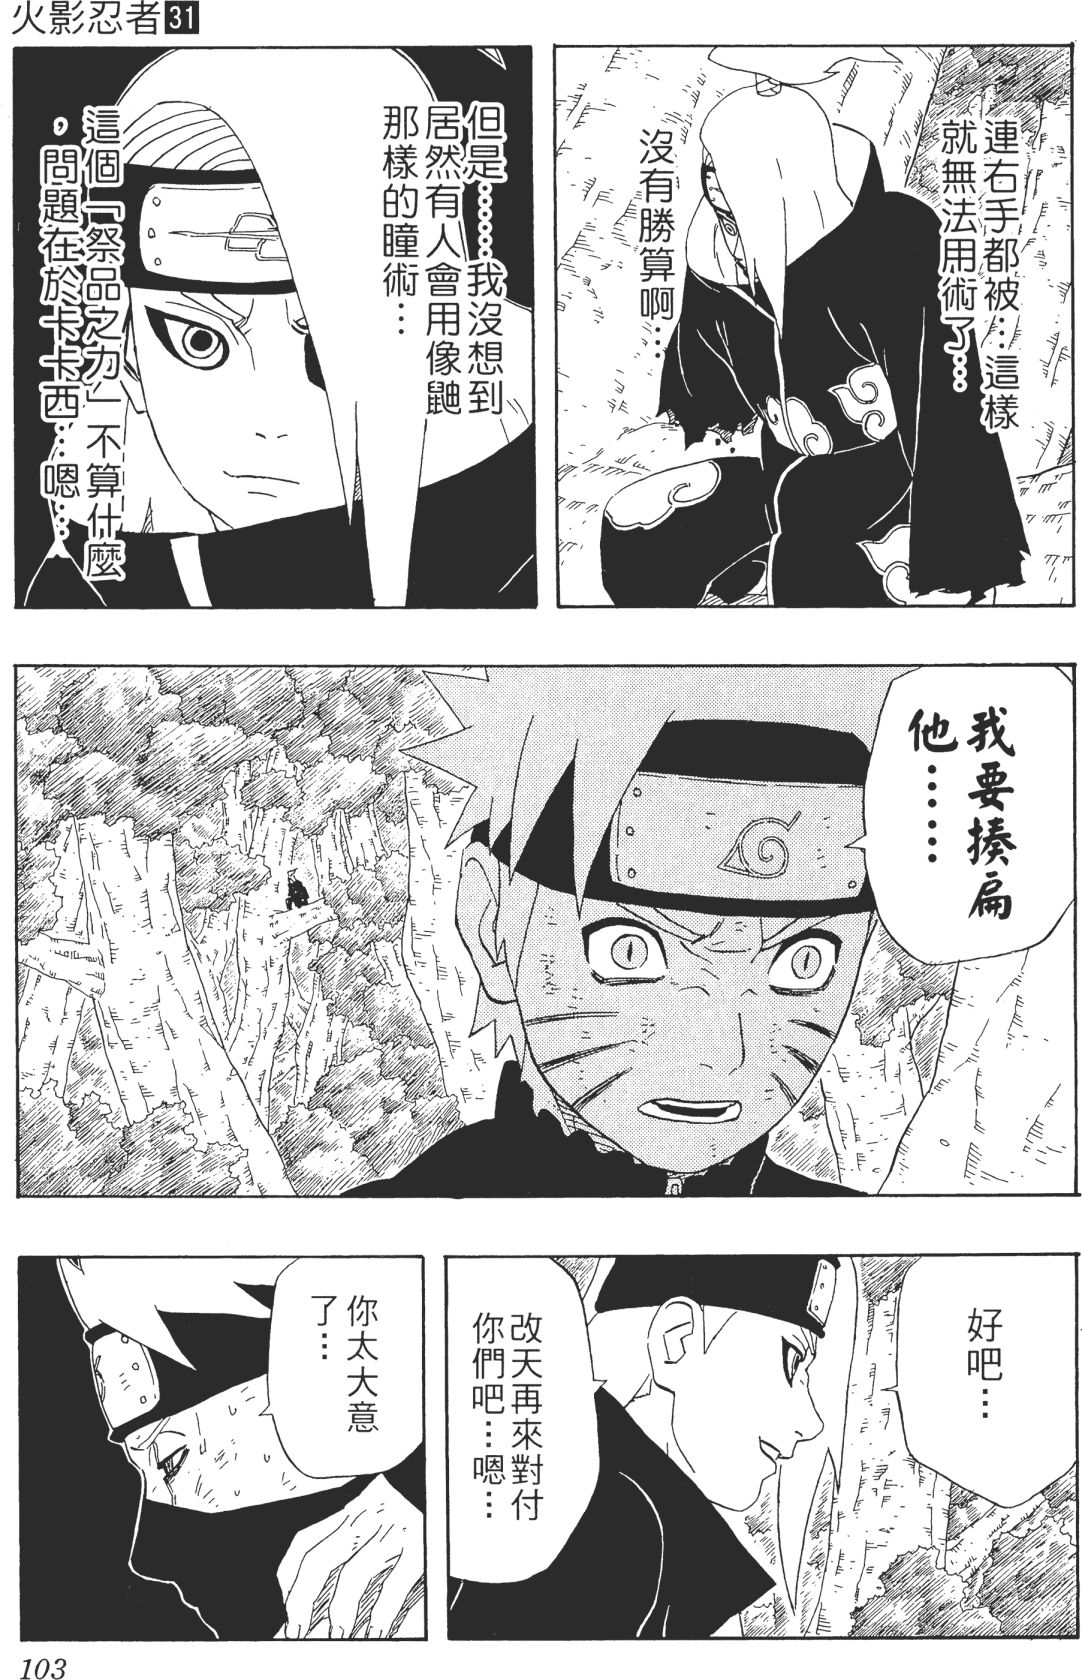 火影忍者31
連右手都被…這樣
就無法用術了…
沒有勝算啊…
但是……我沒想到
居然有人會用像鼬
那樣的瞳術…
這個「祭品之力」不算什麼
，問題在於卡卡西…嗯…
我要揍扁
他……
好吧…
改天再來對付
你們吧…嗯…
你太大意
了…
103